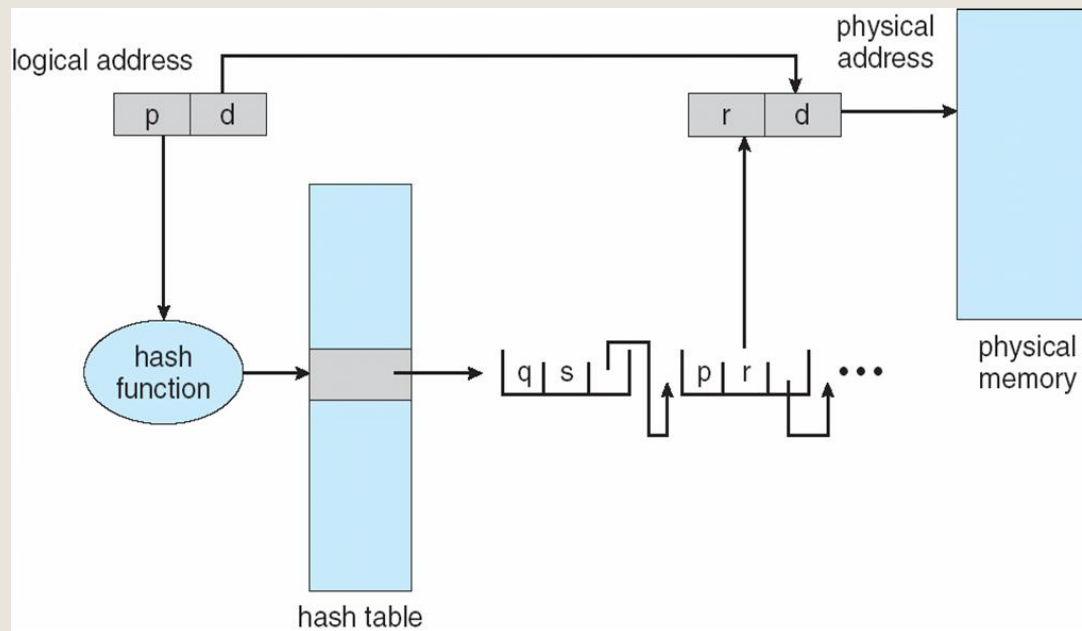 logical address
physical
address
p d
r d
hash
function
q s
p r
physical
memory
hash table